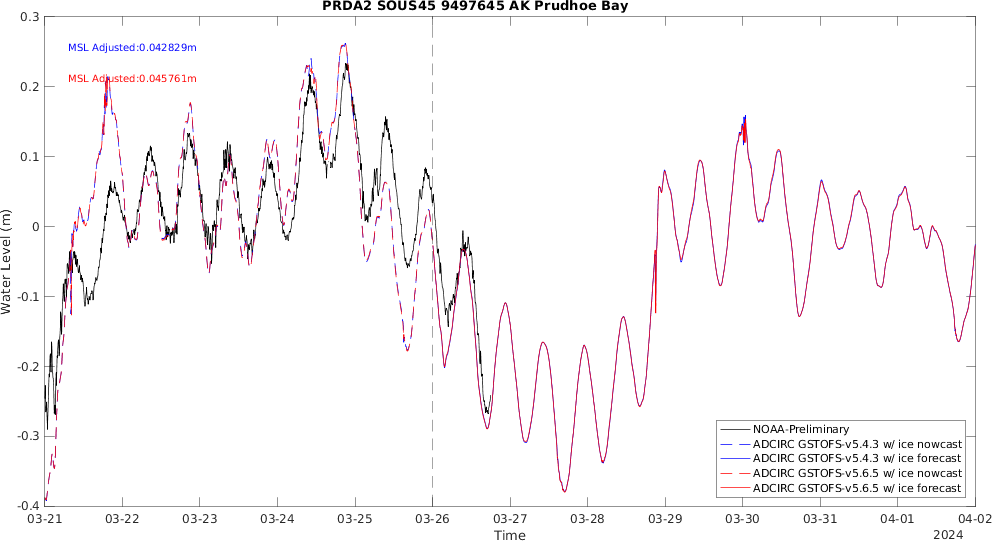 PRDA2 SOUS45 9497645 AK Prudhoe Bay
0.3
MSL Adjusted:0.042829m
MSL Adjusted:0.045761m
0.2
0.1
0
-0.1
-0.2
-0.3
-0.4
Water Level (m)
NOAA-Preliminary
ADCIRC GSTOFS-v5.4.3 w/ ice nowcast
ADCIRC GSTOFS-v5.4.3 w/ ice forecast
ADCIRC GSTOFS-v5.6.5 w/ ice nowcast
ADCIRC GSTOFS-v5.6.5 w/ ice forecast
03-21 03-22 03-23 03-24 03-25 03-26 03-27 03-28 03-29 03-30 03-31 04-01 04-02
2024
Time